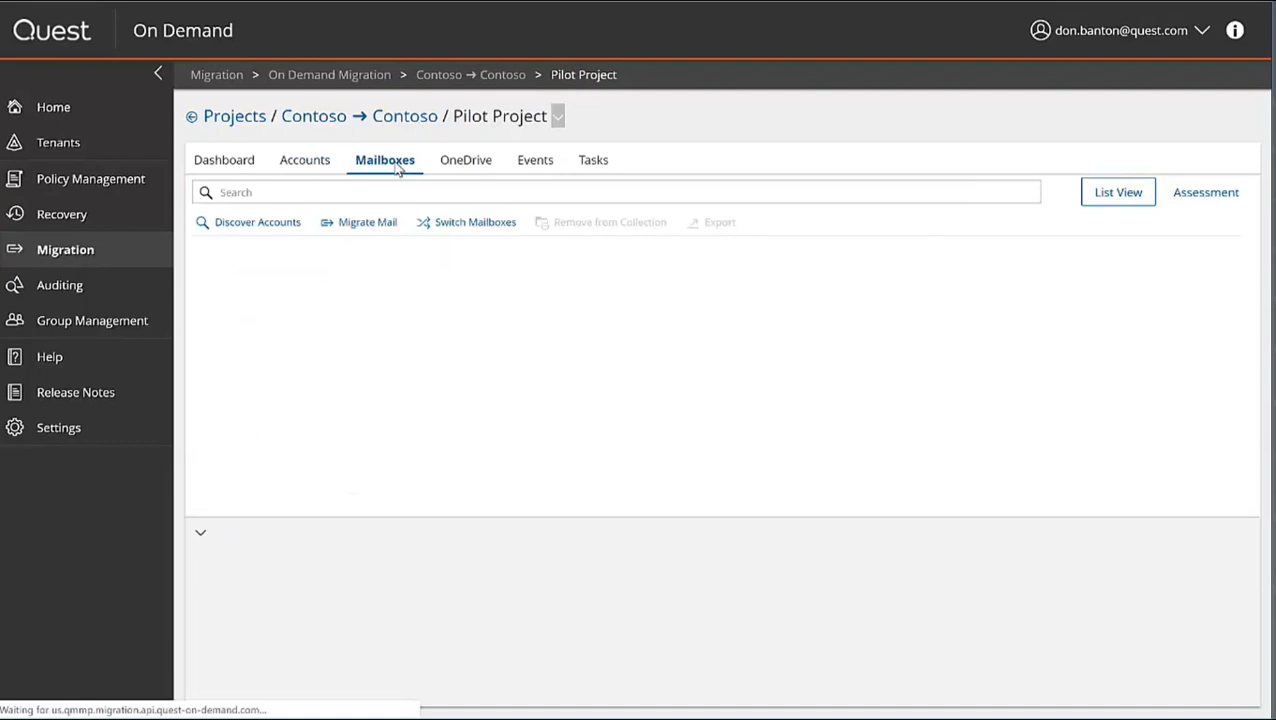 Quest On Demand don.banton@quest.com
Migration > On Demand Migration > Contoso → Contoso > Pilot Project
Home
Tenants
Policy Management
Recovery
Migration
Auditing
Group Management
Help
Release Notes
Settings
Projects / Contoso → Contoso / Pilot Project
Dashboard Accounts Mailboxes OneDrive Events Tasks
Search List View Assessment
Discover Accounts Migrate Mail Switch Mailboxes Remove from Collection Export
Waiting for us.qmmp.migration.api.quest-on-demand.com...